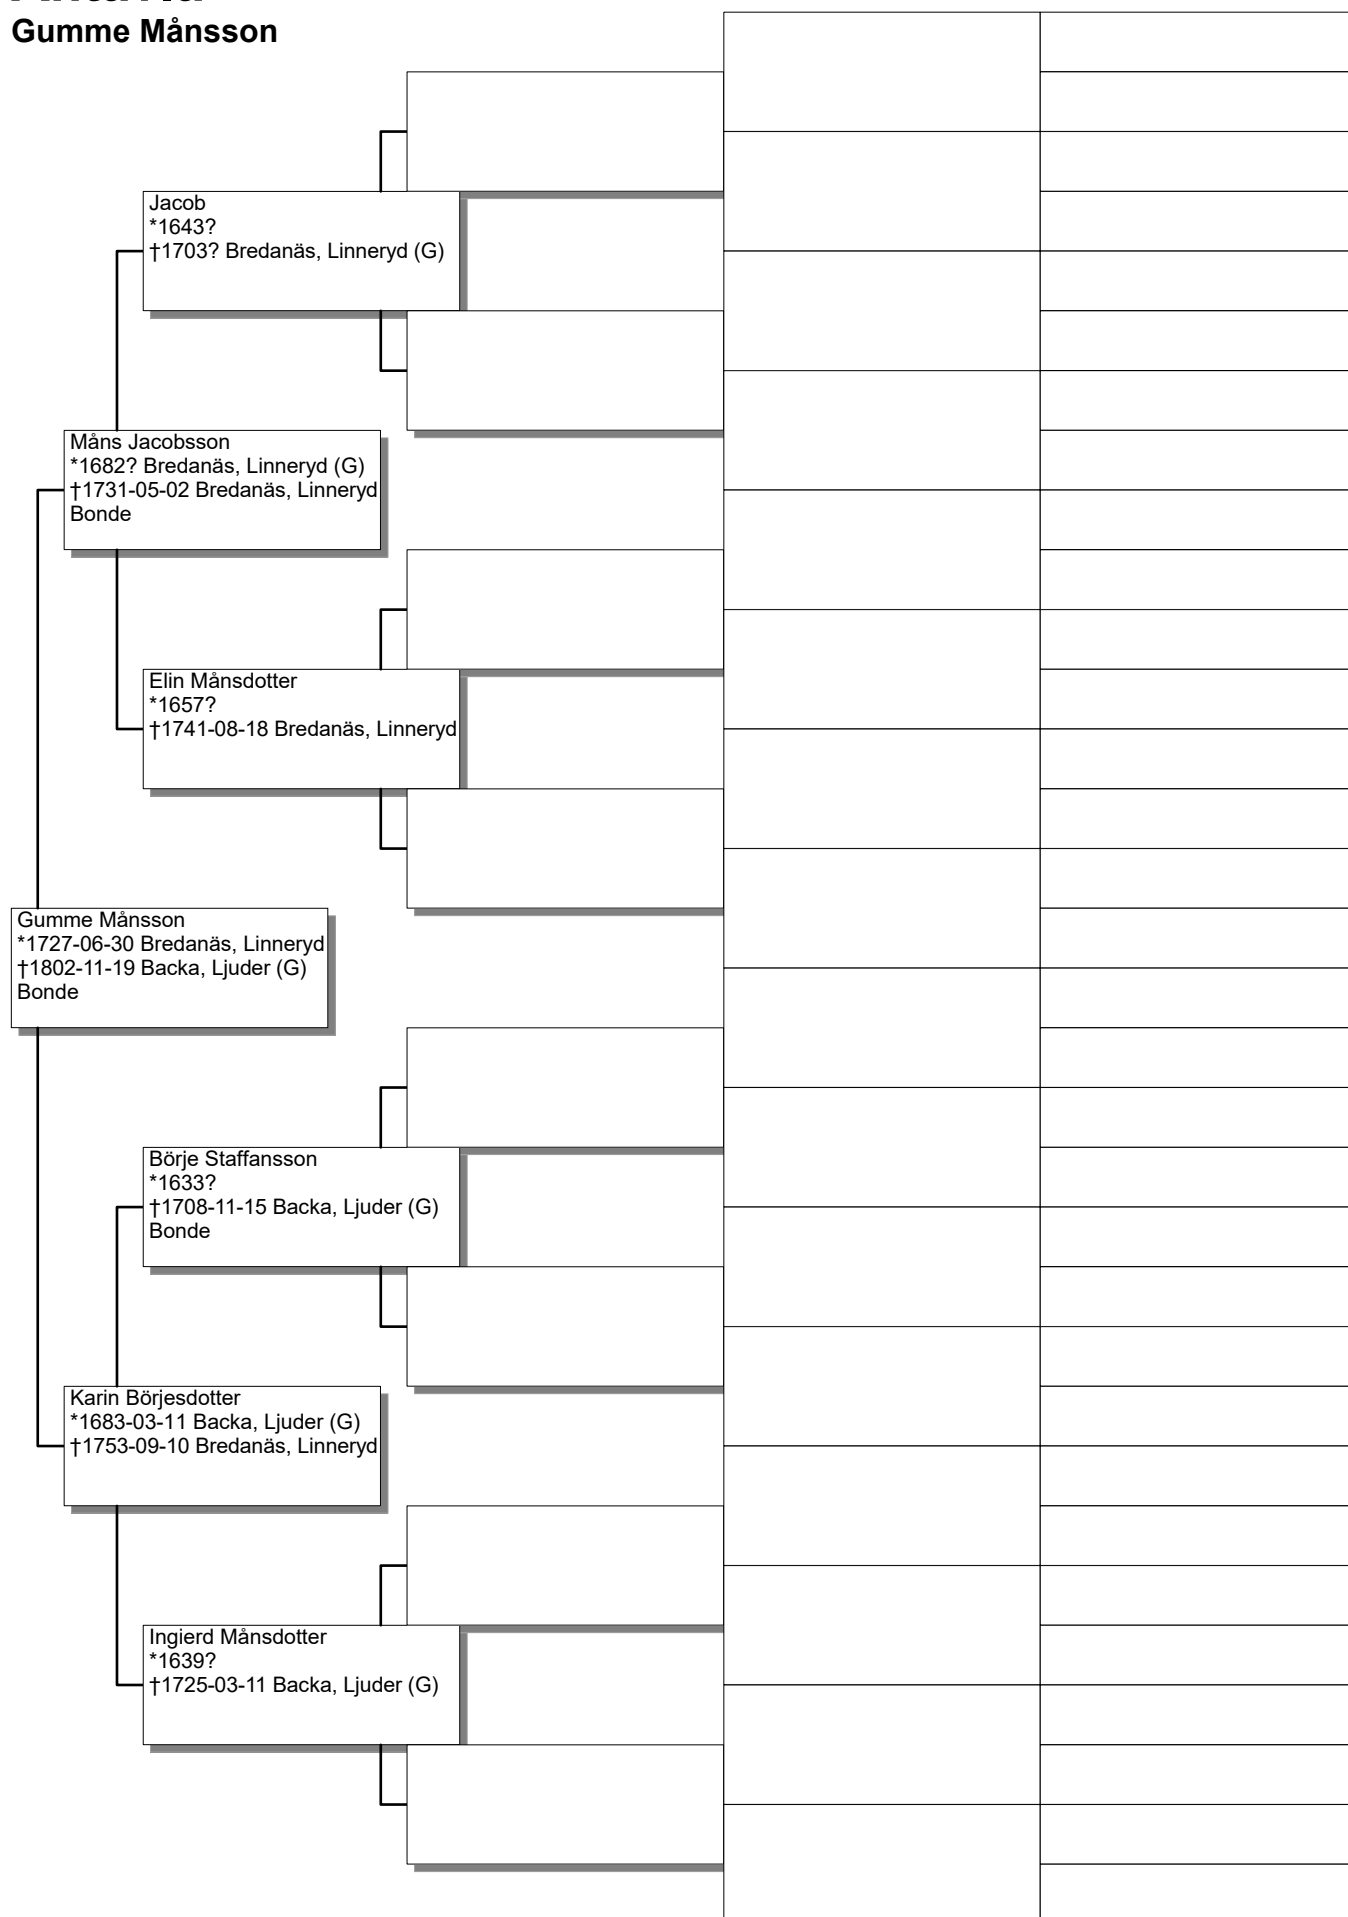 Gumme Månsson
Jacob
*1643?
†1703? Bredanäs, Linneryd (G)
Måns Jacobsson
*1682? Bredanäs, Linneryd (G)
†1731-05-02 Bredanäs, Linneryd
Bonde
Elin Månsdotter
*1657?
†1741-08-18 Bredanäs, Linneryd
Gumme Månsson
*1727-06-30 Bredanäs, Linneryd
†1802-11-19 Backa, Ljuder (G)
Bonde
Börje Staffansson
*1633?
†1708-11-15 Backa, Ljuder (G)
Bonde
Karin Börjesdotter
*1683-03-11 Backa, Ljuder (G)
†1753-09-10 Bredanäs, Linneryd
Ingierd Månsdotter
*1639?
†1725-03-11 Backa, Ljuder (G)